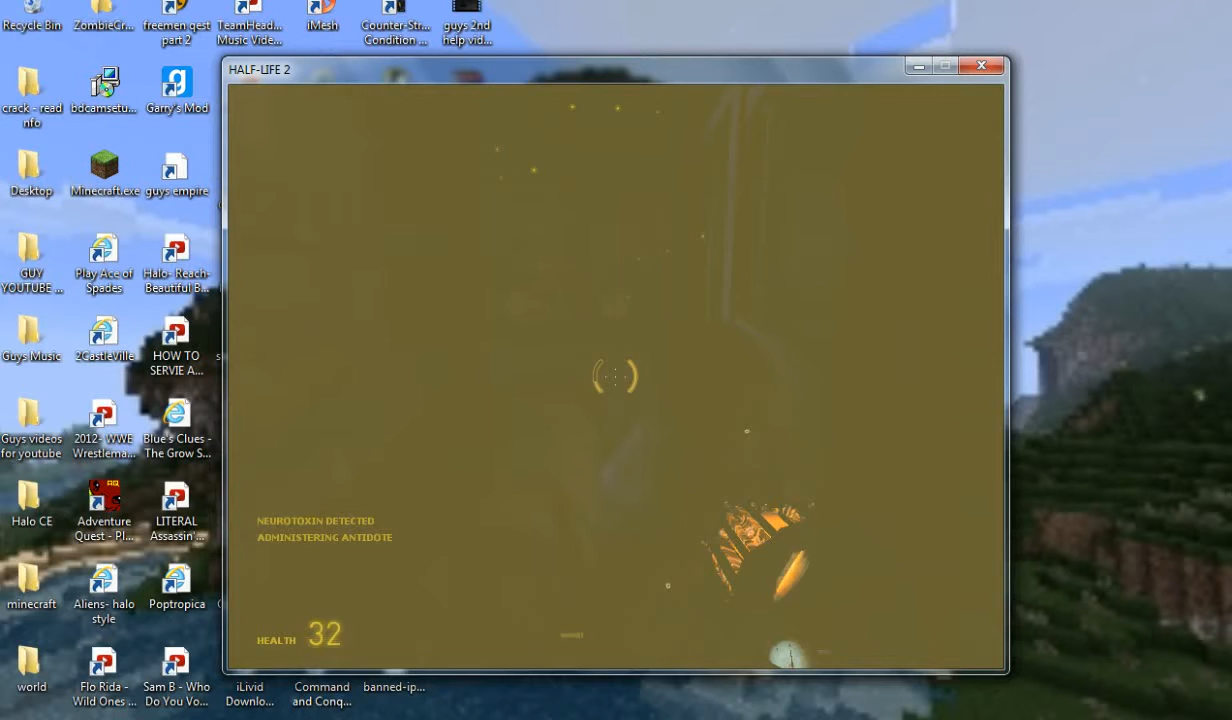 Recycle Bin
ZombieCr...
freemen qest
part 2
TeamHead...
Music Vide...
iMesh
Counter-Str...
Condition ...
guys 2nd
help vid...
HALF-LIFE 2
crack - read
nfo
bdcamsetu...
Garry's Mod
Desktop
Minecraft.exe
guys empire
GUY
YOUTUBE ...
Play Ace of
Spades
Halo- Reach-
Beautiful B...
Guys Music
2CastleVille
HOW TO
SERVIE A...
Guys videos
for youtube
2012- WWE
Wrestlema...
Blue's Clues -
The Grow S...
Halo CE
AQ
Adventure
Quest - Pl...
LITERAL
Assassin'...
NEUROTOXIN DETECTED
ADMINISTERING ANTIDOTE
minecraft
Aliens- halo
style
Poptropica
HEALTH 32
world
Flo Rida -
Wild Ones ...
Sam B - Who
Do You Vo...
iLivid
Downlo...
Command
and Conq...
banned-ip...